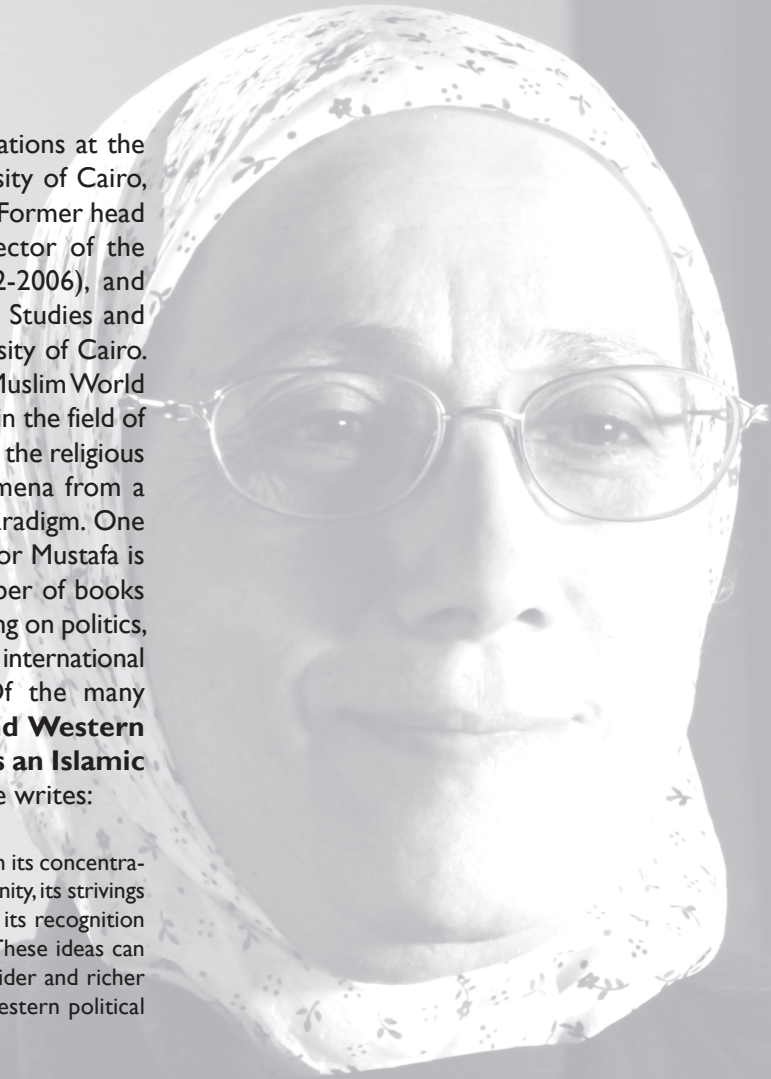 ations at the
sity of Cairo,
Former head
ector of the
2-2006), and
Studies and
sity of Cairo.
Muslim World
in the field of
the religious
mena from a
radigm. One
or Mustafa is
ber of books
ng on politics,
international
Of the many
nd Western
s an Islamic
e writes:
n its concentra-
nity, its strivings
its recognition
These ideas can
ider and richer
estern political